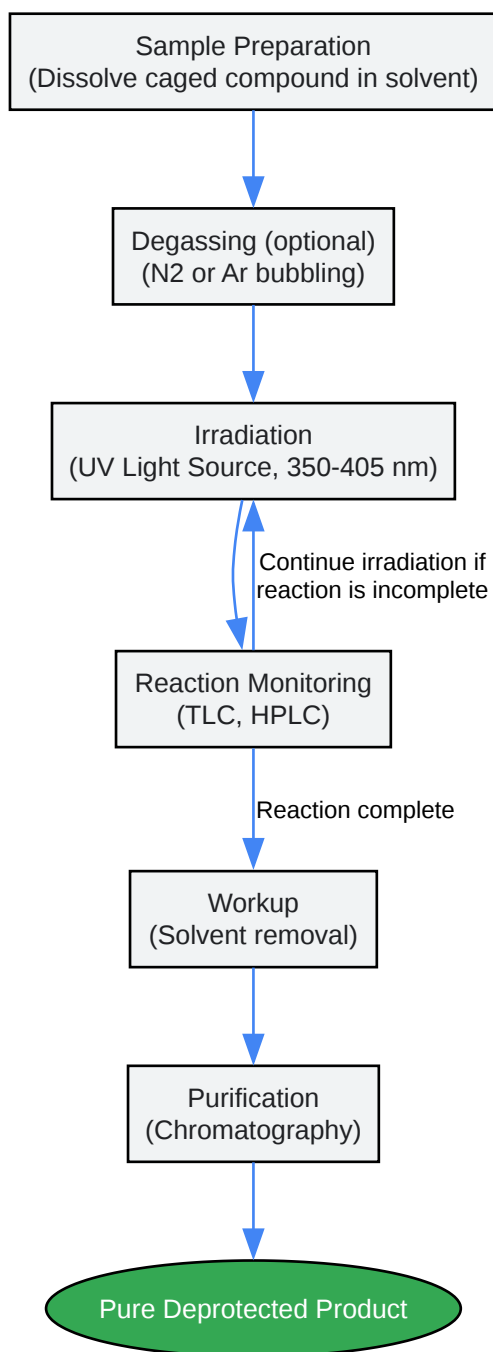 Sample Preparation
(Dissolve caged compound in solvent)
Degassing (optional)
(N2 or Ar bubbling)
Irradiation
(UV Light Source, 350-405 nm)
Continue irradiation if
reaction is incomplete
Reaction Monitoring
(TLC, HPLC)
Reaction complete
Workup
(Solvent removal)
Purification
(Chromatography)
Pure Deprotected Product